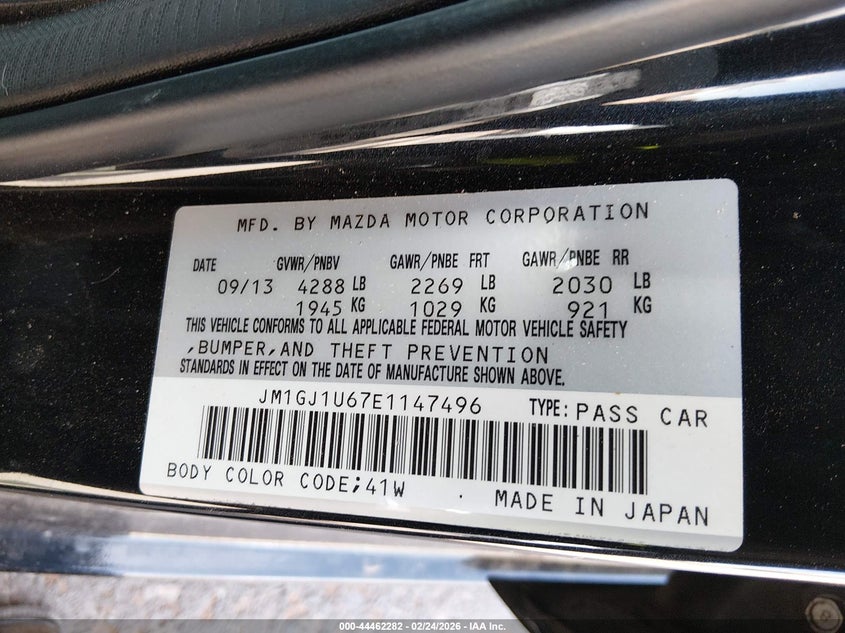 MFD. BY MAZDA MOTOR CORPORATION
DATE GVWR/PNBV GAWR/PNBE FRT GAWR/PNBE RR
09/13 4288 LB 2269 LB 2030 LB
1945 KG 1029 KG 921 KG
THIS VEHICLE CONFORMS TO ALL APPLICABLE FEDERAL MOTOR VEHICLE SAFETY
,BUMPER,AND THEFT PREVENTION
STANDARDS IN EFFECT ON THE DATE OF MANUFACTURE SHOWN ABOVE.
JM1GJ1U67E1147496 TYPE: PASS CAR
BODY COLOR CODE;41W
MADE IN JAPAN
000-44462282 - 02/24/2026 - IAA Inc.